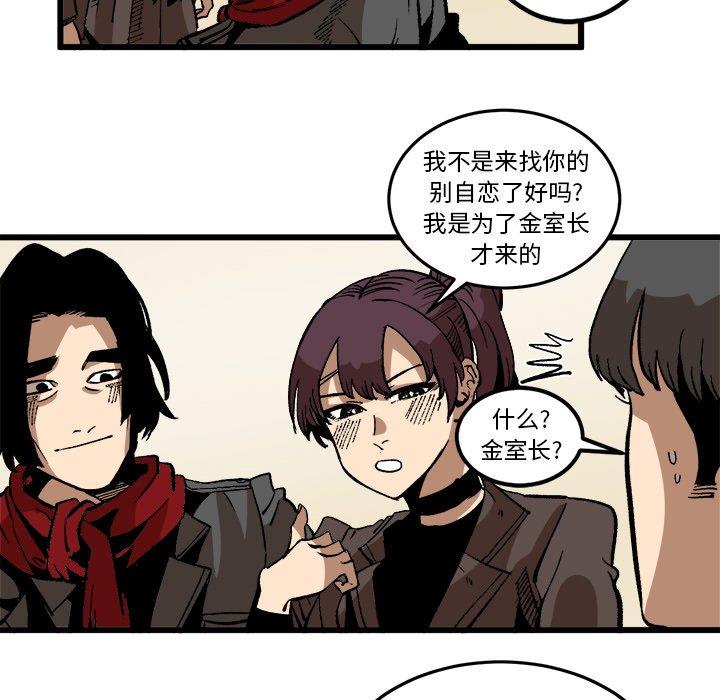 我不是来找你的
别自恋了好吗?
我是为了金室长
才来的
什么?
金室长?